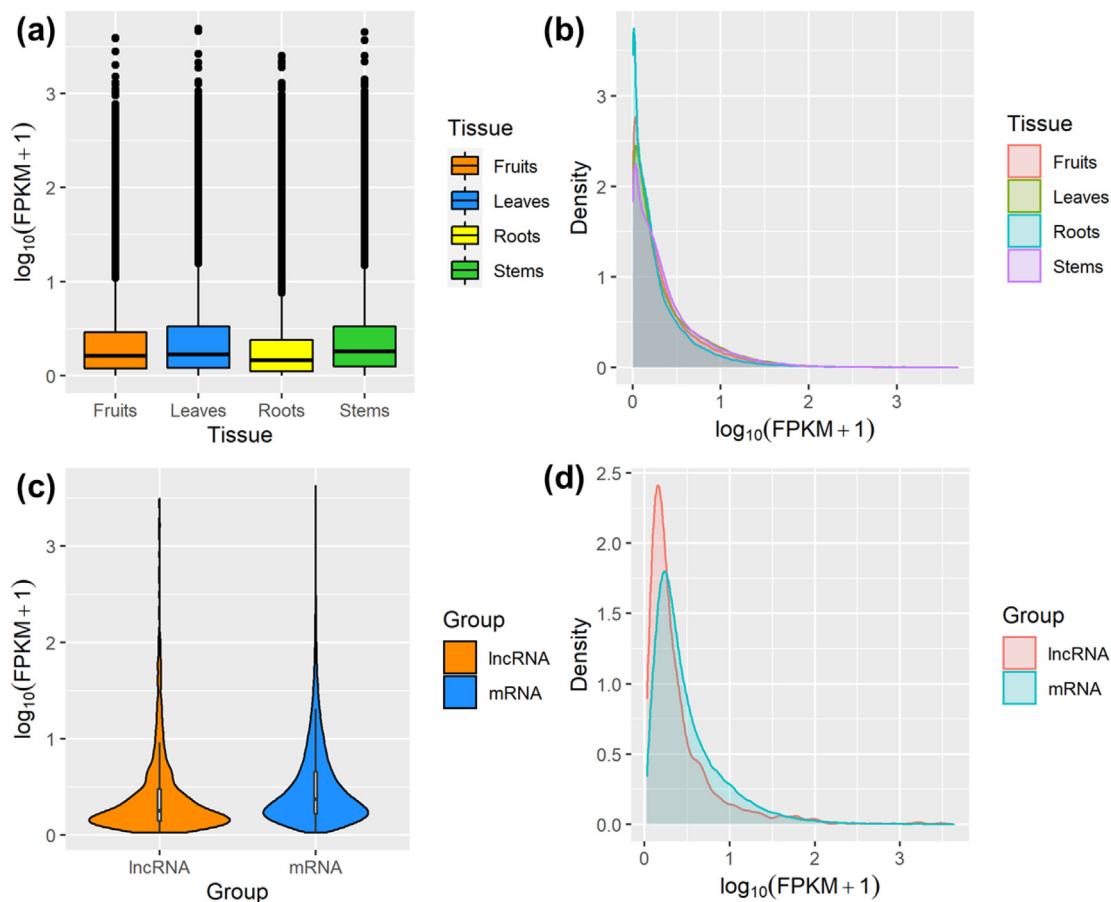 (a)
log₁₀(FPKM + 1)
3
2
1
0
Fruits Leaves Roots Stems
Tissue
Tissue
Fruits
Leaves
Roots
Stems
(b)
Density
3
2
1
0
0 1 2 3
log₁₀(FPKM + 1)
Tissue
Fruits
Leaves
Roots
Stems
(c)
log₁₀(FPKM + 1)
3
2
1
0
lncRNA mRNA
Group
Group
lncRNA
mRNA
(d)
Density
2.5
2.0
1.5
1.0
0.5
0.0
0 1 2 3
log₁₀(FPKM + 1)
Group
lncRNA
mRNA